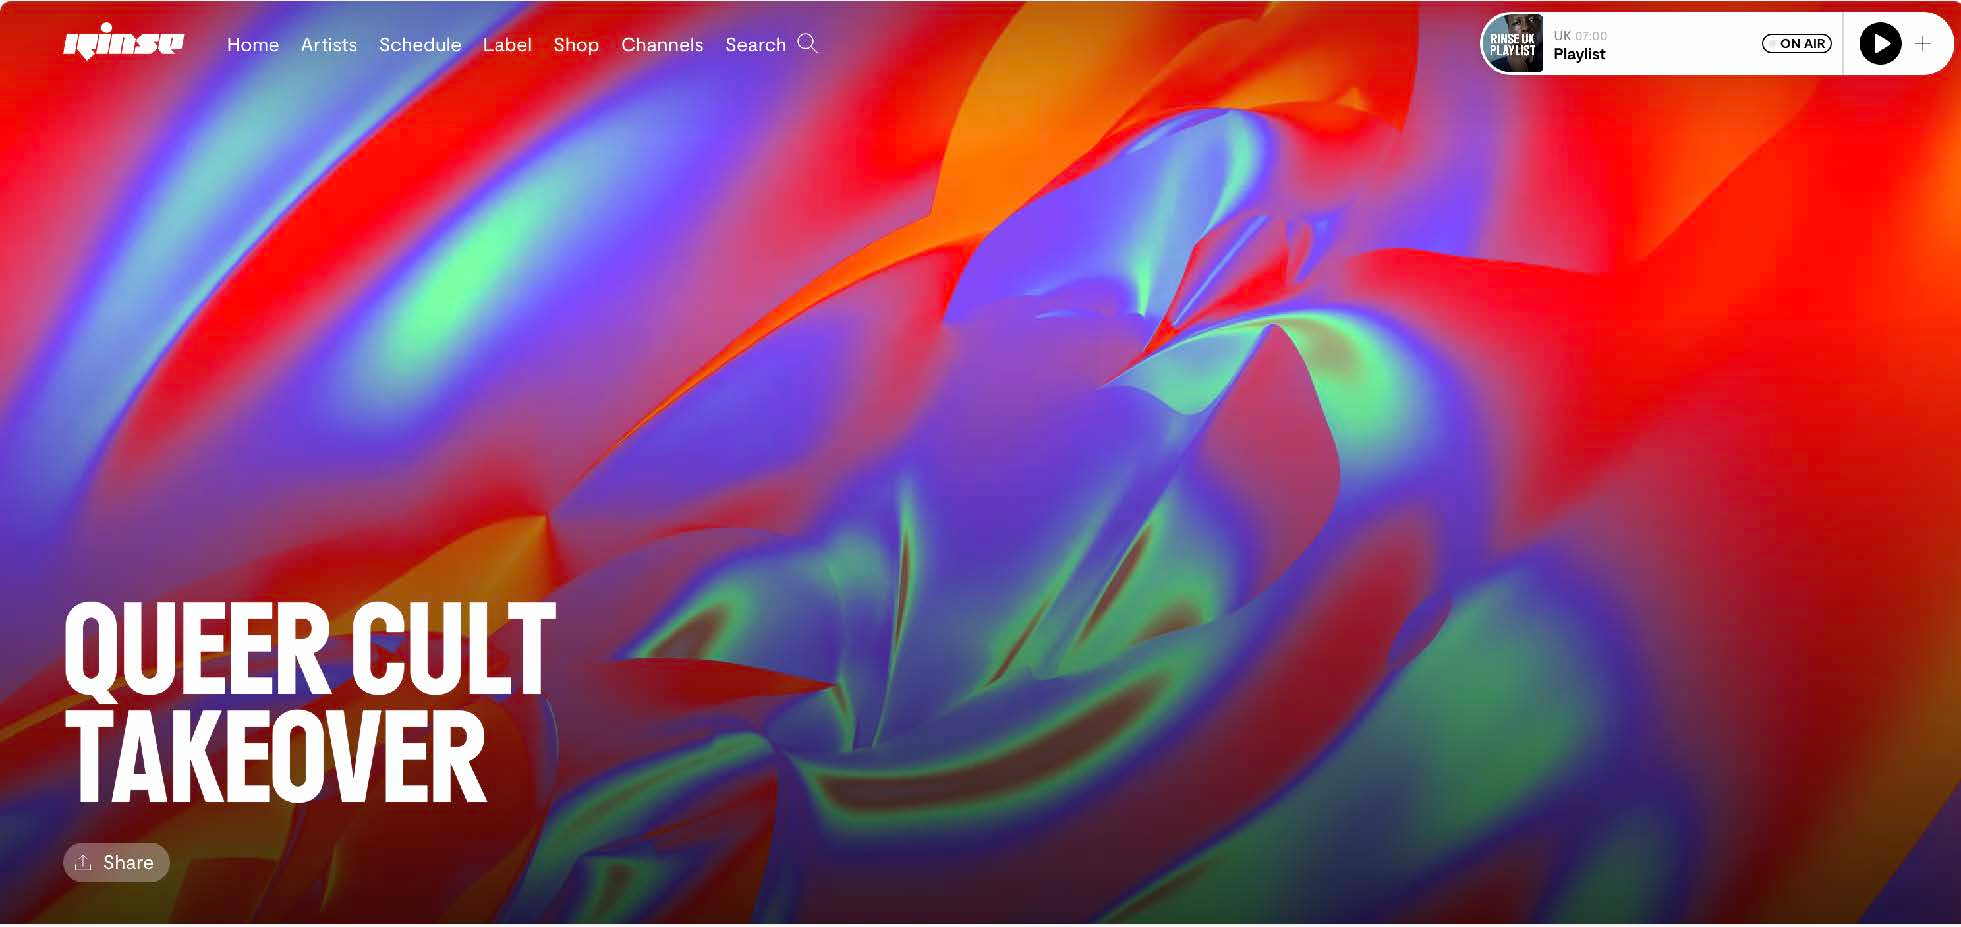 rinse
Home Artists Schedule Label Shop Channels Search
RINSE UK
PLAYLIST
UK 07:00
Playlist
ON AIR
QUEER CULT
TAKEOVER
Share